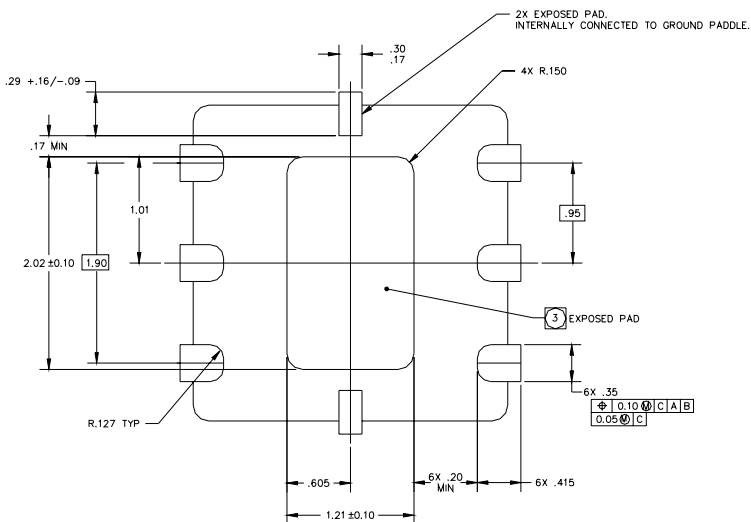 2X EXPOSED PAD.
INTERNALLY CONNECTED TO GROUND PADDLE.
.30
.17
4X R.150
.29 +.16/-.09
.17 MIN
1.01
.95
2.02±0.10
1.90
3 EXPOSED PAD
6X .35
⌖ 0.10 Ⓜ C A B
0.05 Ⓜ C
R.127 TYP
.605
6X .20
MIN
6X .415
1.21±0.10